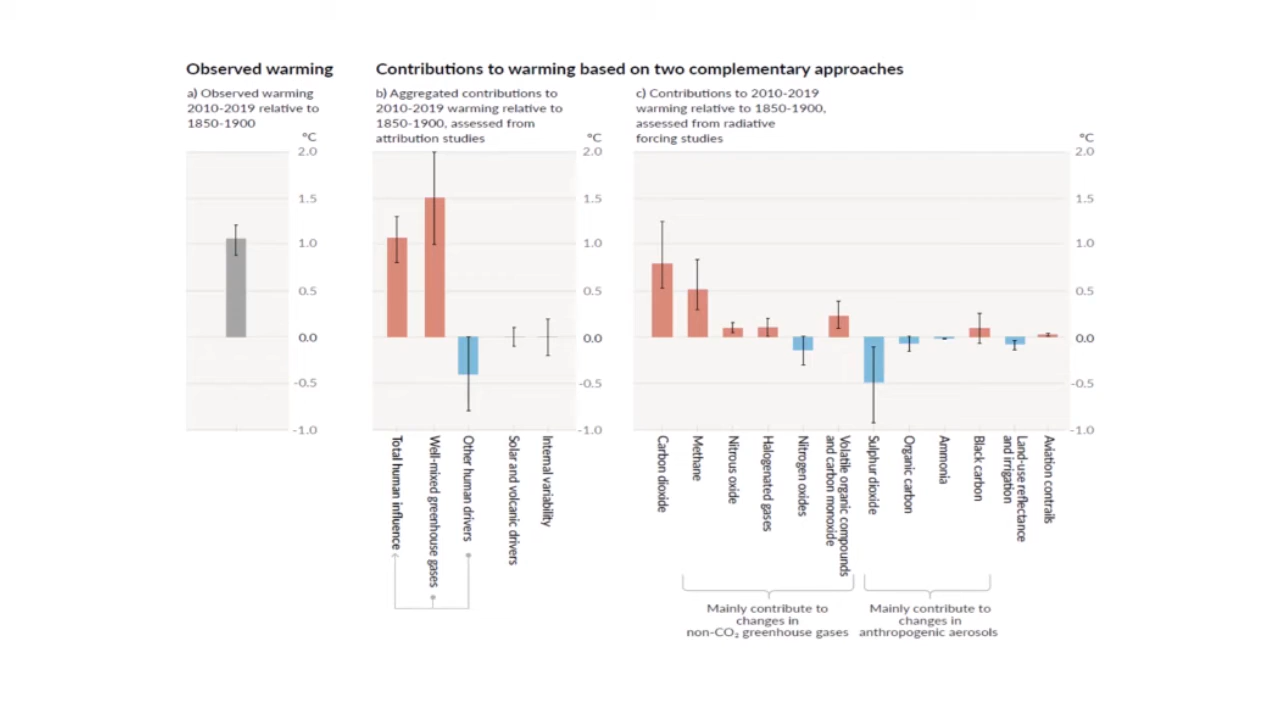 Observed warming
Contributions to warming based on two complementary approaches
a) Observed warming
2010-2019 relative to
1850-1900
b) Aggregated contributions to
2010-2019 warming relative to
1850-1900, assessed from
attribution studies
c) Contributions to 2010-2019
warming relative to 1850-1900,
assessed from radiative
forcing studies
°C
2.0
1.5
1.0
0.5
0.0
-0.5
-1.0
°C
2.0
1.5
1.0
0.5
0.0
-0.5
-1.0
°C
2.0
1.5
1.0
0.5
0.0
-0.5
-1.0
Total human influence
Well-mixed greenhouse gases
Other human drivers
Solar and volcanic drivers
Internal variability
Carbon dioxide
Methane
Nitrous oxide
Halogenated gases
Nitrogen oxides
Volatile organic compounds
and carbon monoxide
Sulphur dioxide
Organic carbon
Ammonia
Black carbon
Land-use reflectance
and irrigation
Aviation contrails
Mainly contribute to
changes in
non-CO₂ greenhouse gases
Mainly contribute to
changes in
anthropogenic aerosols